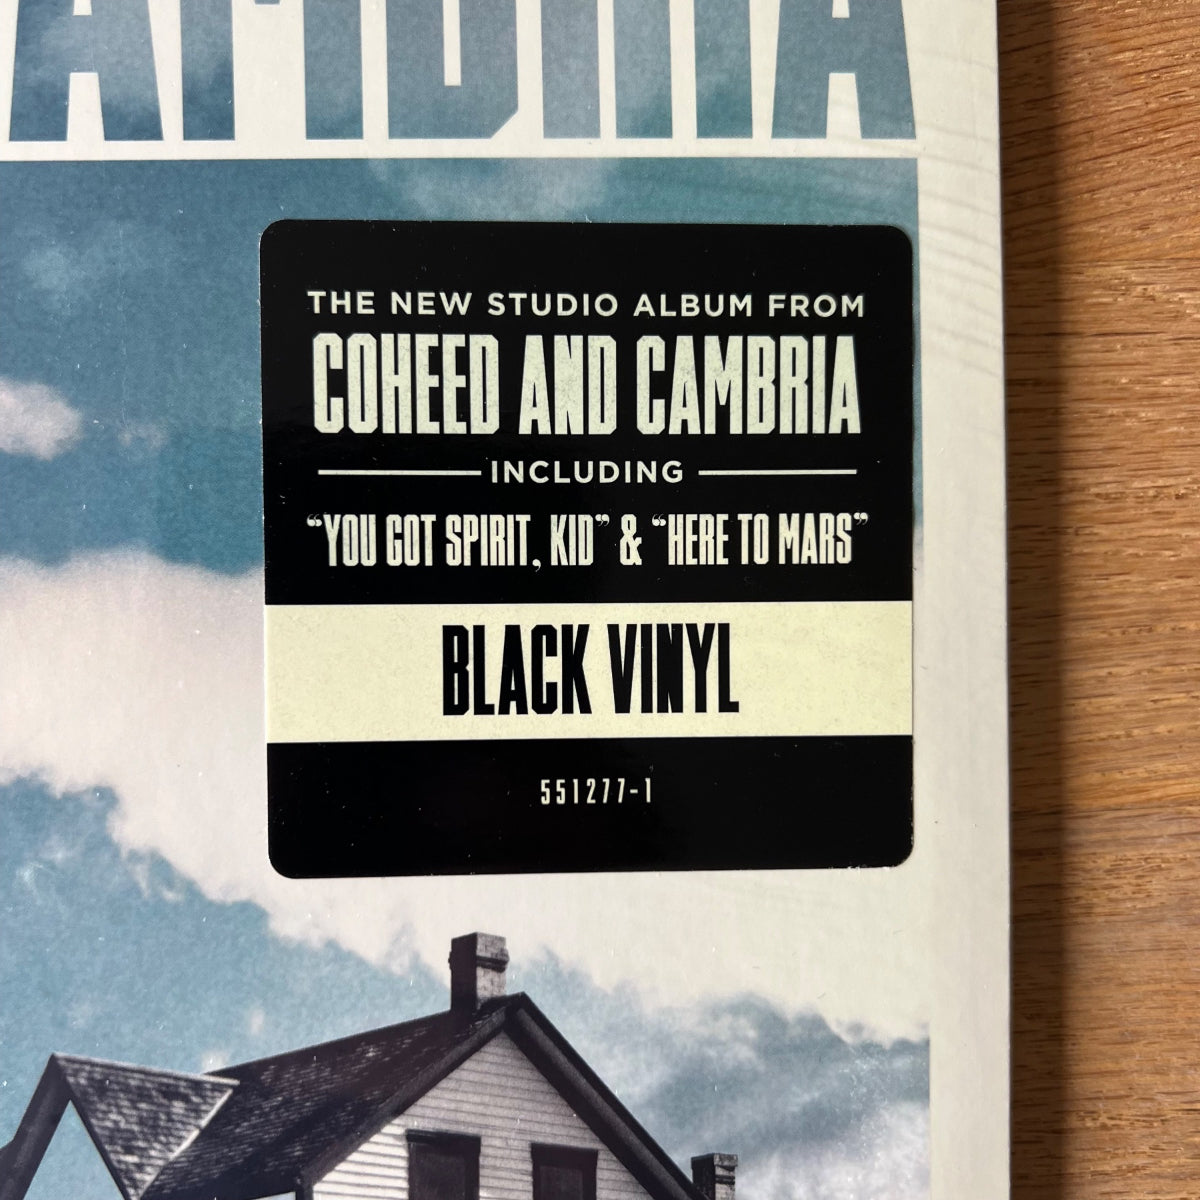 AMBRIA
THE NEW STUDIO ALBUM FROM
COHEED AND CAMBRIA
INCLUDING
“YOU GOT SPIRIT, KID” & “HERE TO MARS”
BLACK VINYL
551277-1